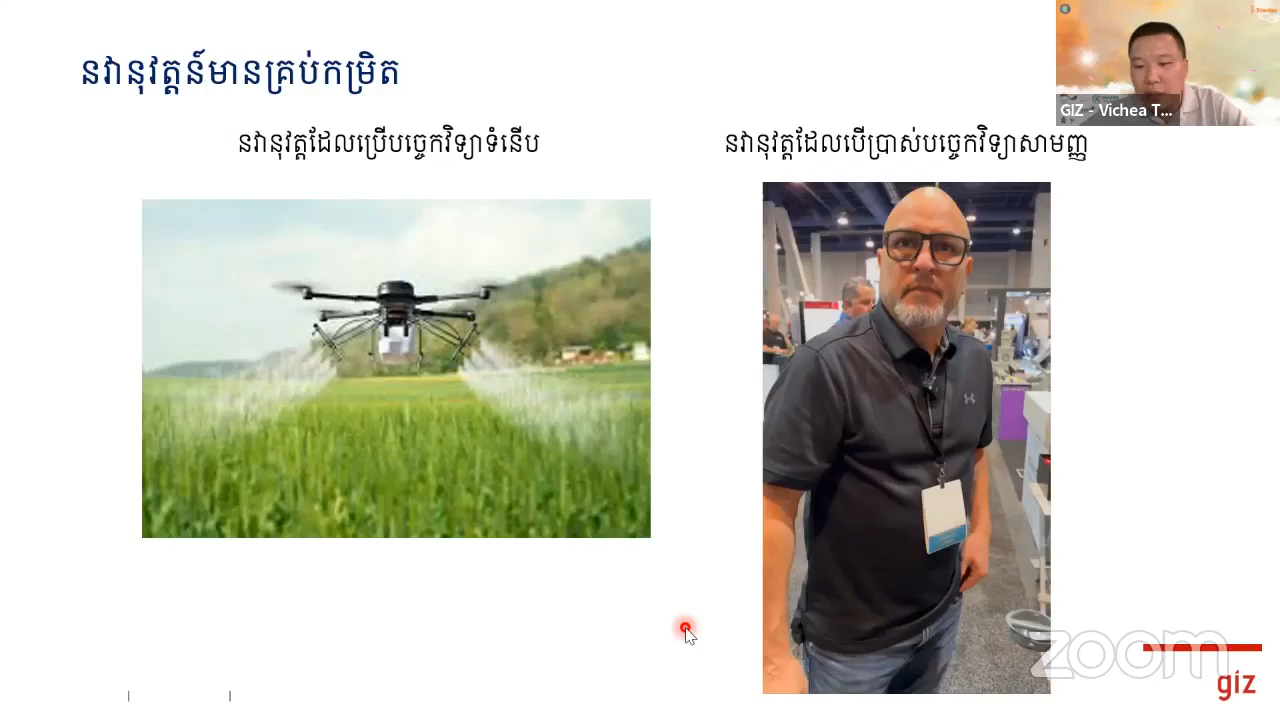 នវានុវត្តន៍មានគ្រប់កម្រិត
នវានុវត្តដែលប្រើបច្ចេកវិទ្យាទំនើប
នវានុវត្តដែលបើប្រាស់បច្ចេកវិទ្យាសាមញ្ញ
GIZ - Vichea T...
zoom
giz